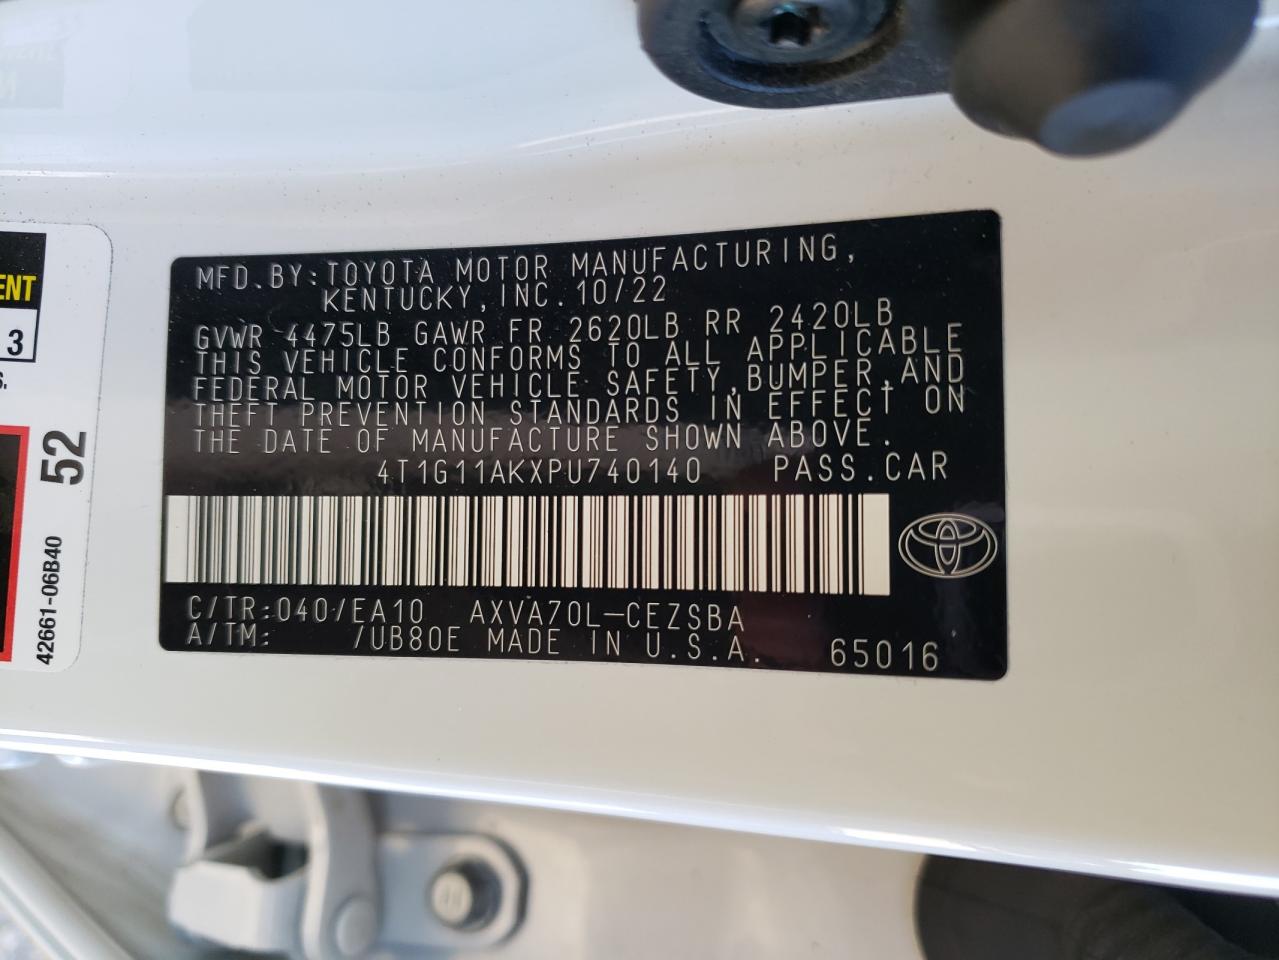 MFD.BY:TOYOTA MOTOR MANUFACTURING,
KENTUCKY,INC.10/22
GVWR 4475LB GAWR FR 2620LB RR 2420LB
THIS VEHICLE CONFORMS TO ALL APPLICABLE
FEDERAL MOTOR VEHICLE SAFETY,BUMPER,AND
THEFT PREVENTION STANDARDS IN EFFECT ON
THE DATE OF MANUFACTURE SHOWN ABOVE.
4T1G11AKXPU740140 PASS.CAR
C/TR:040/EA10 AXVA70L-CEZSBA
A/TM: /UB80E MADE IN U.S.A. 65016
ENT
3
S.
52
42661-06B40